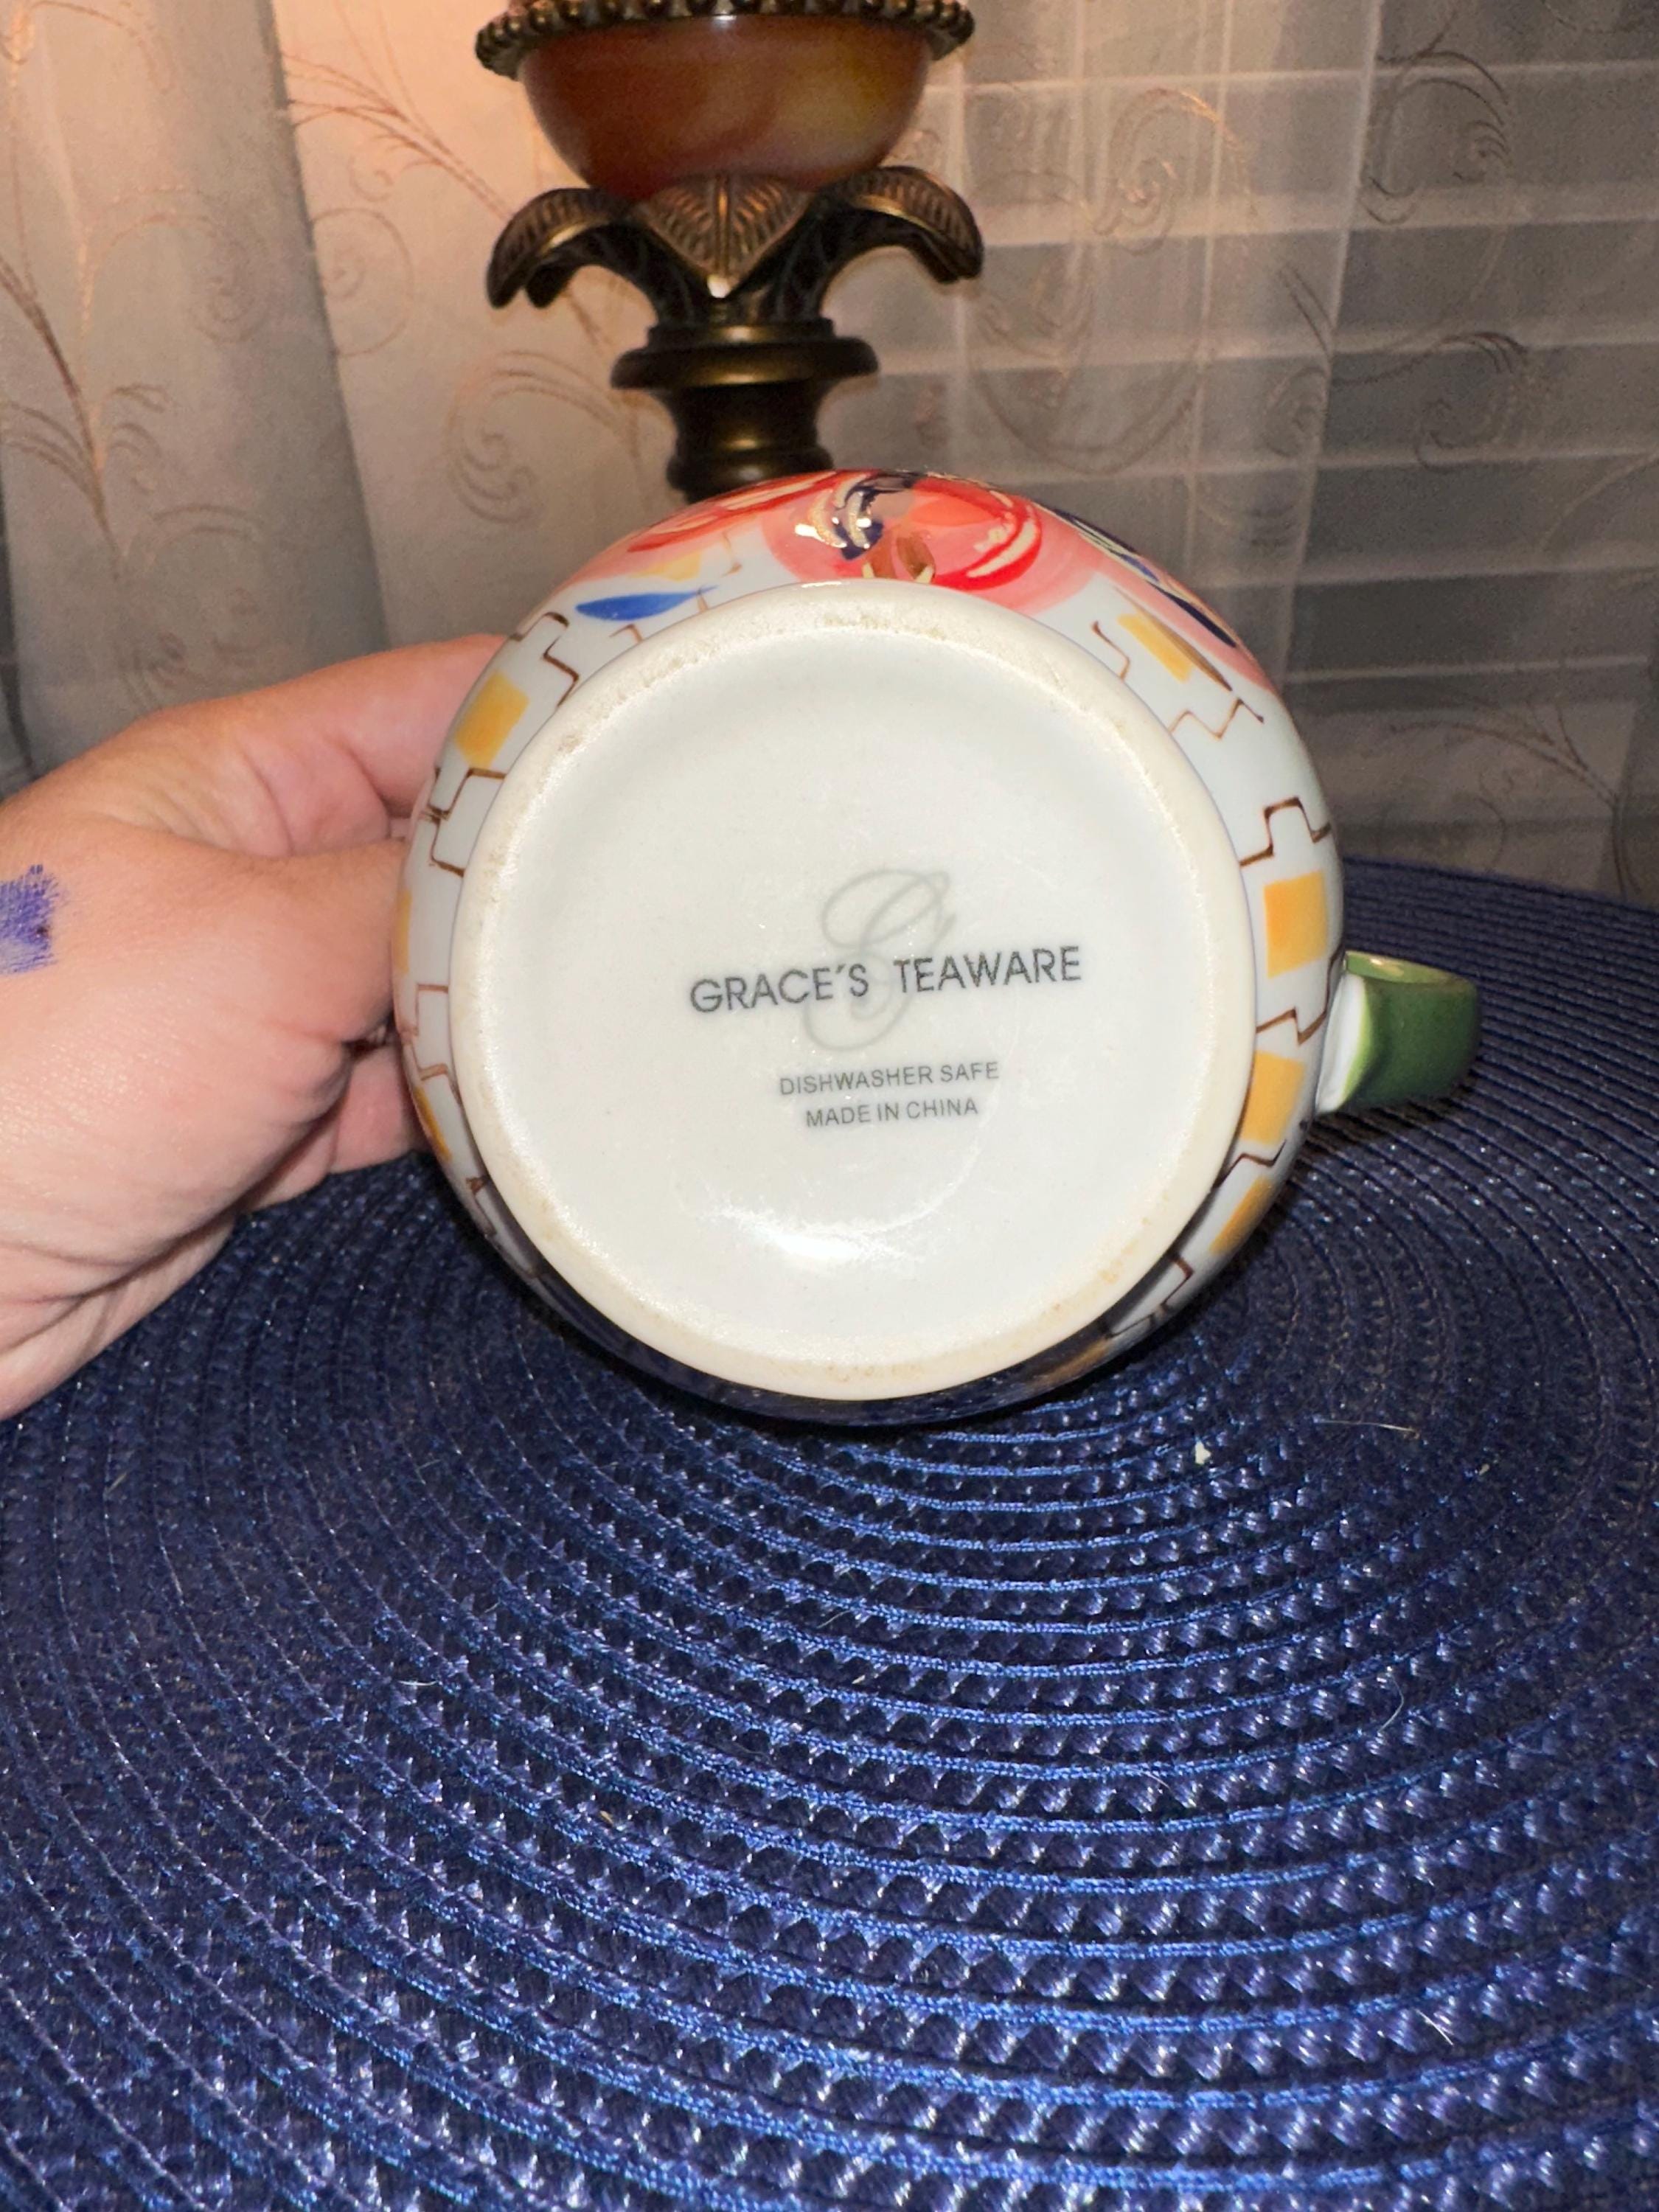 G
GRACE'S TEAWARE
DISHWASHER SAFE
MADE IN CHINA